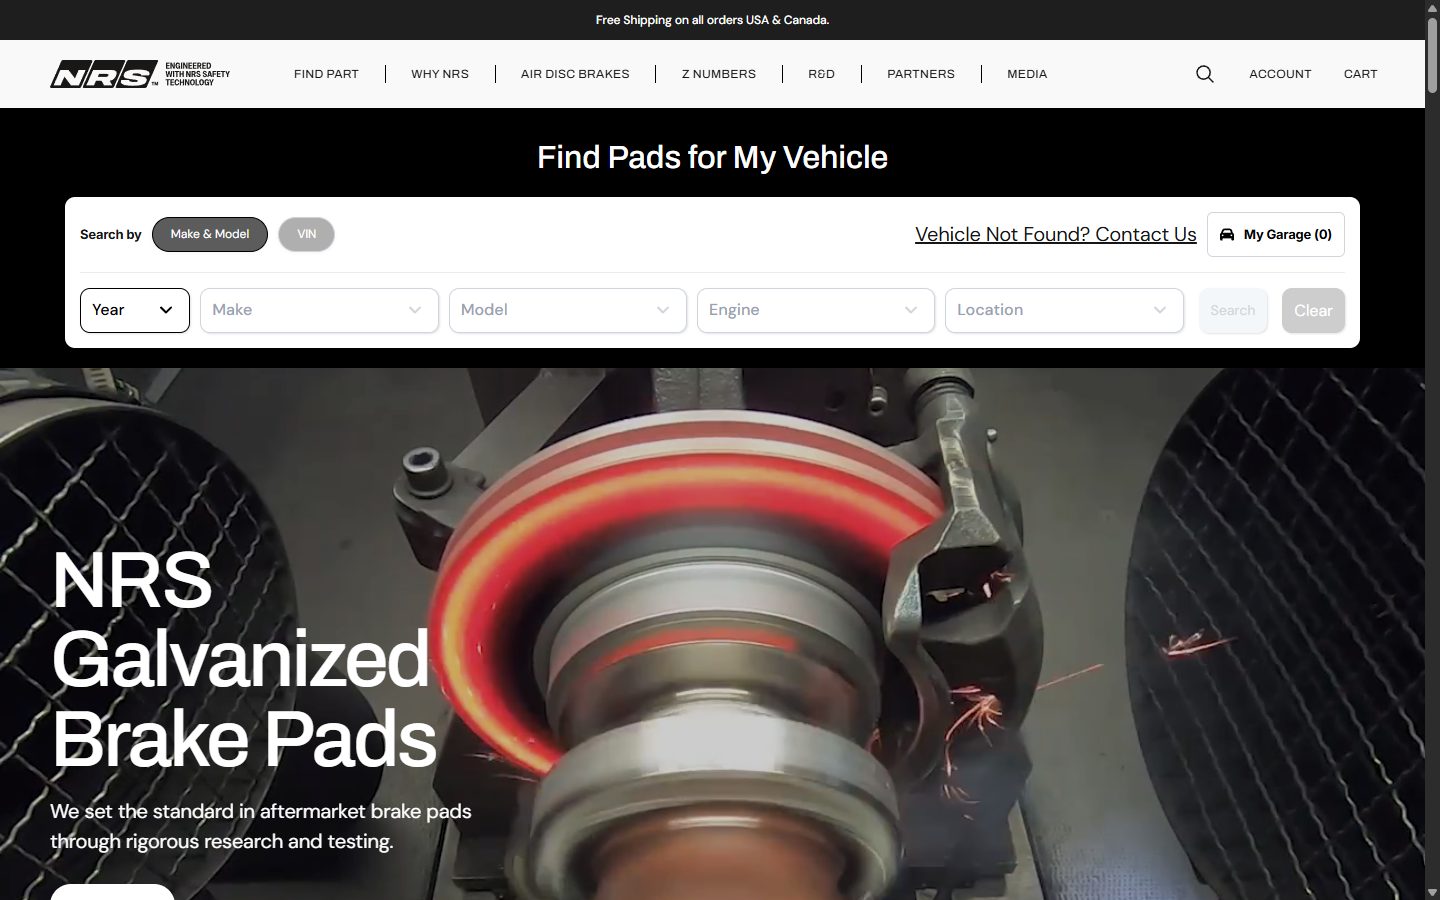 Free Shipping on all orders USA & Canada.
NRS™ ENGINEERED
WITH NRS SAFETY
TECHNOLOGY
FIND PART
WHY NRS
AIR DISC BRAKES
Z NUMBERS
R&D
PARTNERS
MEDIA
ACCOUNT
CART
Find Pads for My Vehicle
Search by
Make & Model
VIN
Vehicle Not Found? Contact Us
My Garage (0)
Year
Make
Model
Engine
Location
Search
Clear
NRS
Galvanized
Brake Pads
We set the standard in aftermarket brake pads
through rigorous research and testing.